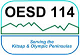 OESD 114
Serving the
Kitsap & Olympic Peninsulas